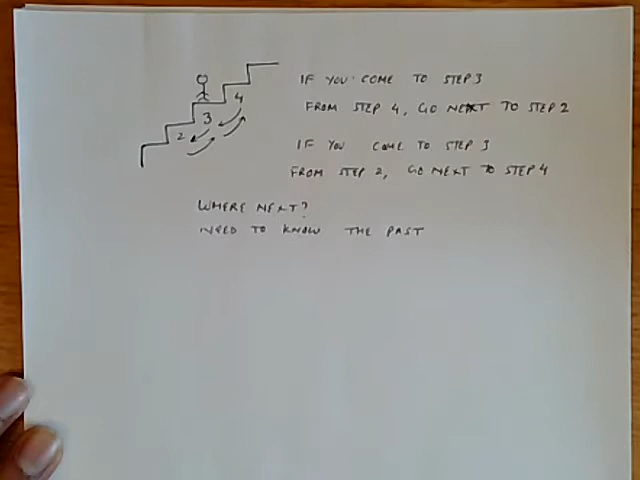 IF YOU COME TO STEP 3
FROM STEP 4, GO NEXT TO STEP 2
4
3
2
IF YOU COME TO STEP 3
FROM STEP 2, GO NEXT TO STEP 4
WHERE NEXT?
NEED TO KNOW THE PAST